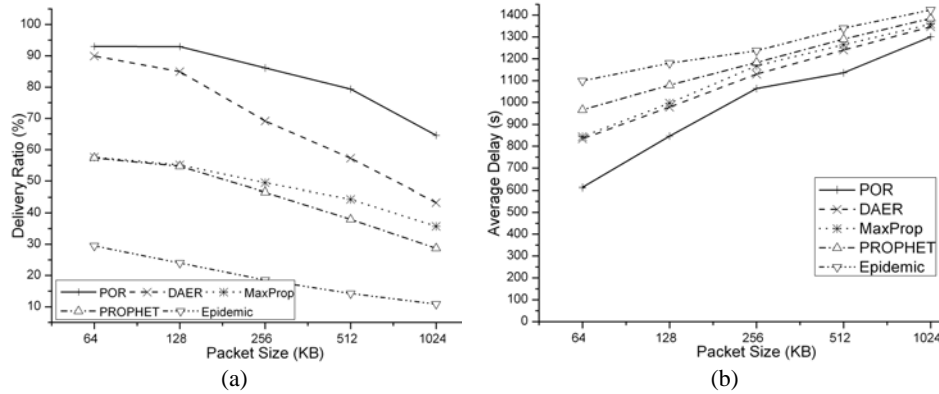 100
90
80
70
60
50
40
30
20
10
Delivery Ratio (%)
POR DAER MaxProp
PROPHET Epidemic
64 128 256 512 1024
Packet Size (KB)
(a)
1400
1300
1200
1100
1000
900
800
700
600
500
400
300
200
100
0
Average Delay (s)
POR
DAER
MaxProp
PROPHET
Epidemic
64 128 256 512 1024
Packet Size (KB)
(b)